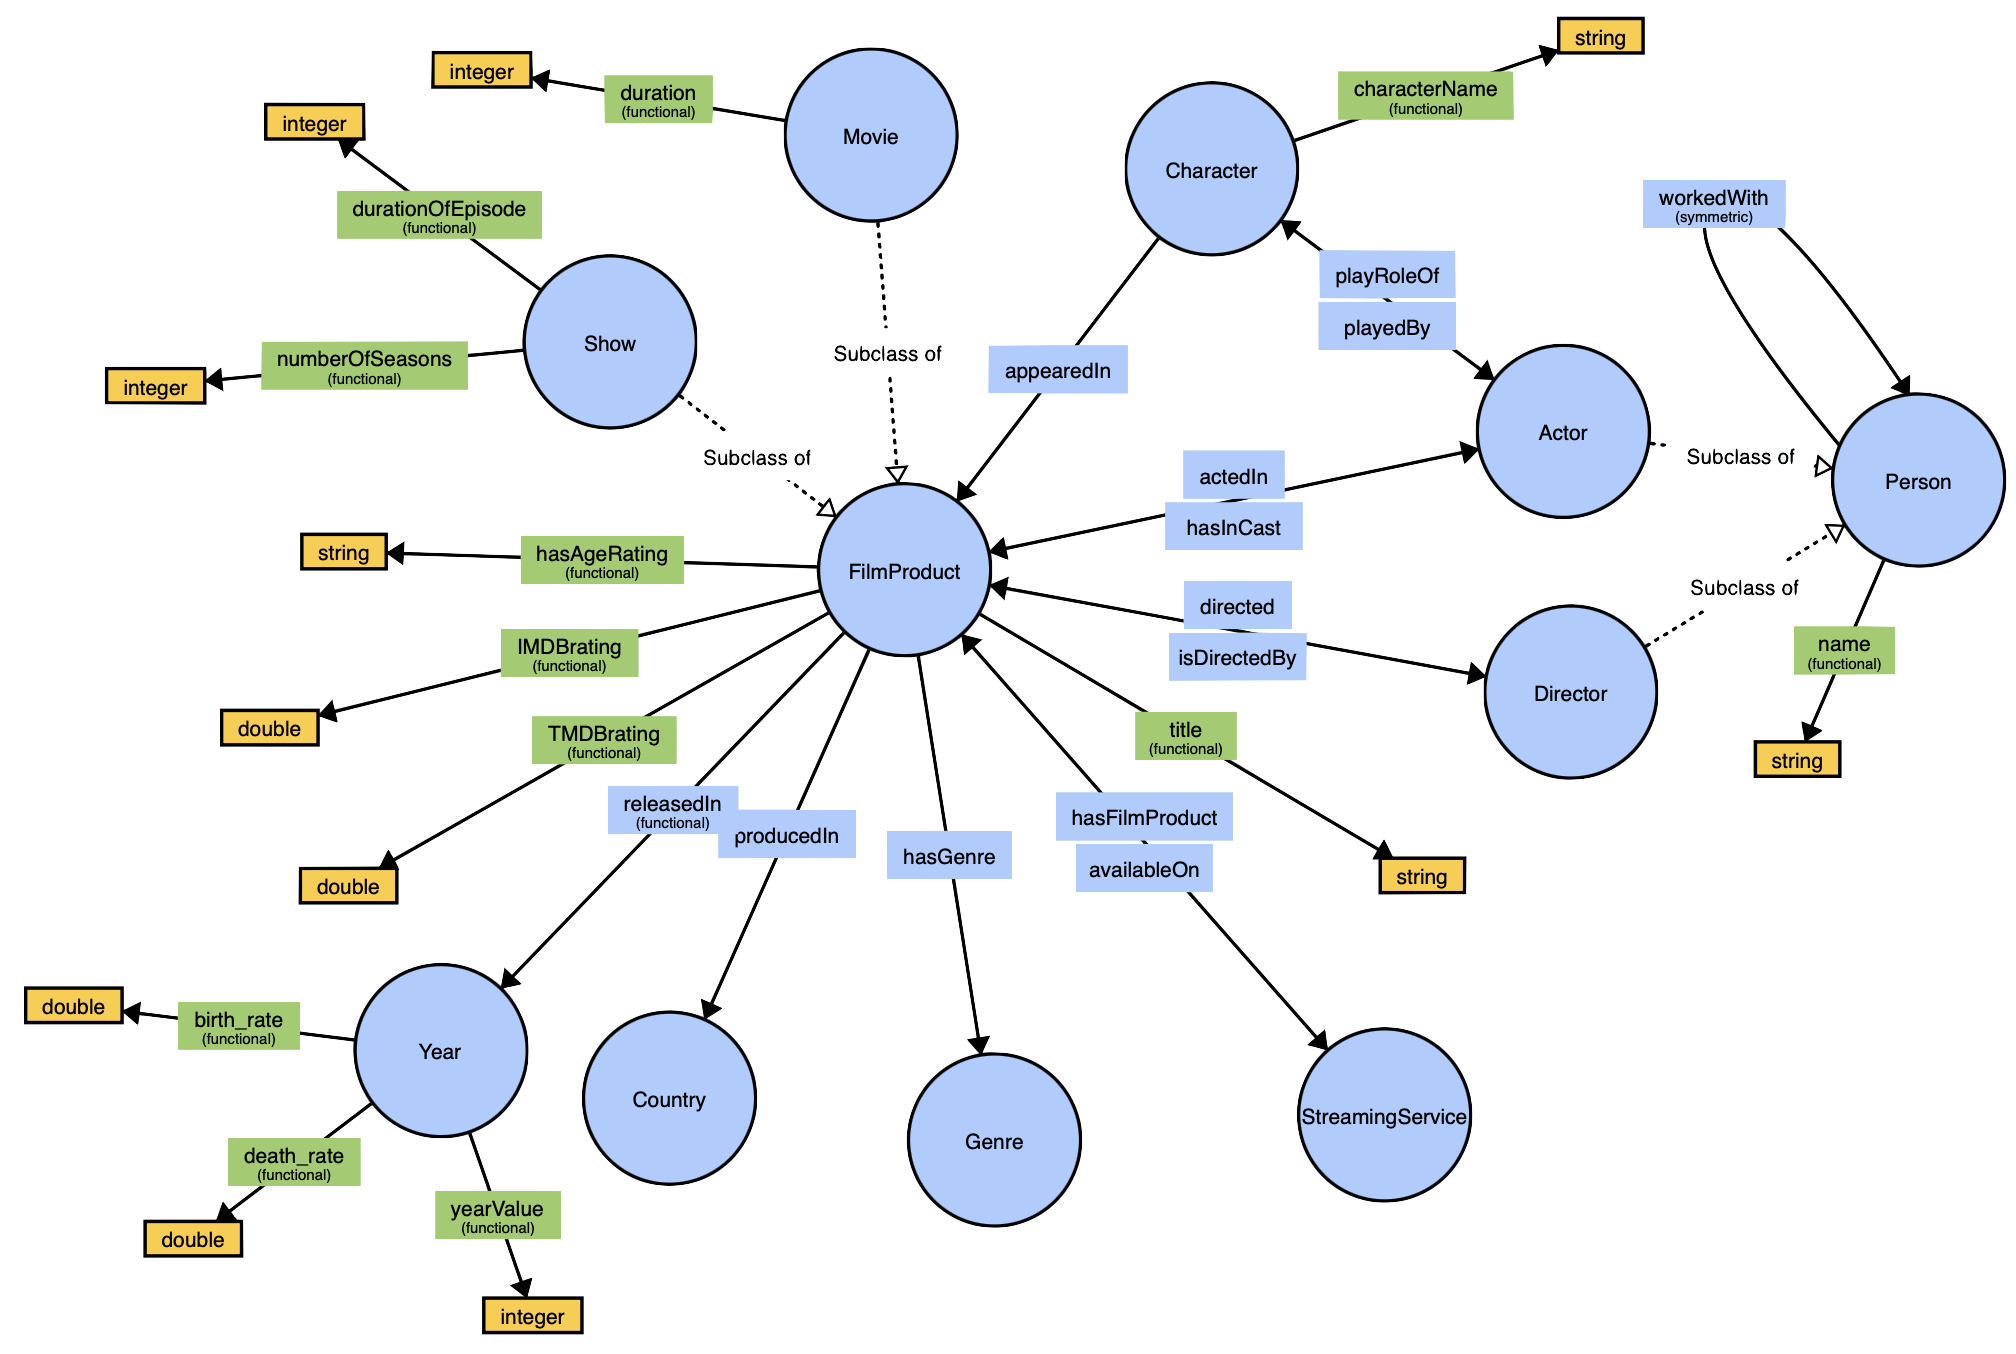 string
integer
duration
(functional)
characterName
(functional)
integer
Movie
Character
durationOfEpisode
(functional)
workedWith
(symmetric)
playRoleOf
playedBy
Show
Subclass of
numberOfSeasons
(functional)
integer
appearedIn
Actor
Subclass of
Subclass of
actedIn
hasInCast
Person
string
hasAgeRating
(functional)
FilmProduct
Subclass of
directed
isDirectedBy
IMDBrating
(functional)
name
(functional)
Director
double
TMDBrating
(functional)
title
(functional)
string
releasedIn
(functional)
producedIn
hasGenre
hasFilmProduct
availableOn
double
string
double
birth_rate
(functional)
Year
Country
Genre
StreamingService
death_rate
(functional)
yearValue
(functional)
double
integer